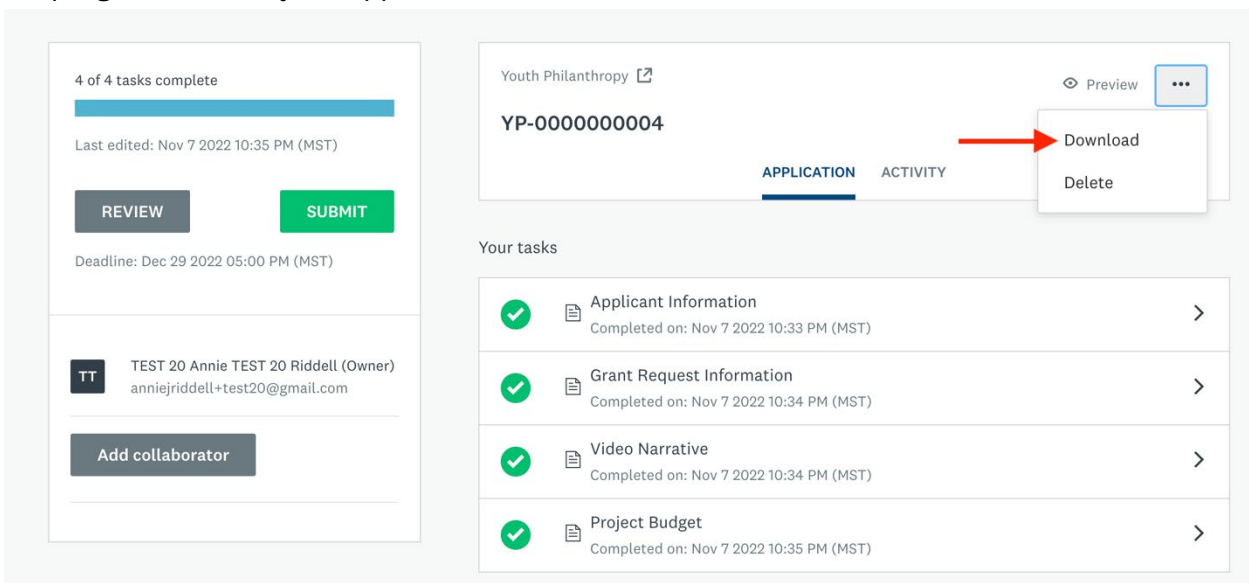 4 of 4 tasks complete
Last edited: Nov 7 2022 10:35 PM (MST)
REVIEW
SUBMIT
Deadline: Dec 29 2022 05:00 PM (MST)
TT
TEST 20 Annie TEST 20 Riddell (Owner)
anniejriddell+test20@gmail.com
Add collaborator
Youth Philanthropy
Preview
YP-0000000004
Download
Delete
APPLICATION
ACTIVITY
Your tasks
Applicant Information
Completed on: Nov 7 2022 10:33 PM (MST)
Grant Request Information
Completed on: Nov 7 2022 10:34 PM (MST)
Video Narrative
Completed on: Nov 7 2022 10:34 PM (MST)
Project Budget
Completed on: Nov 7 2022 10:35 PM (MST)